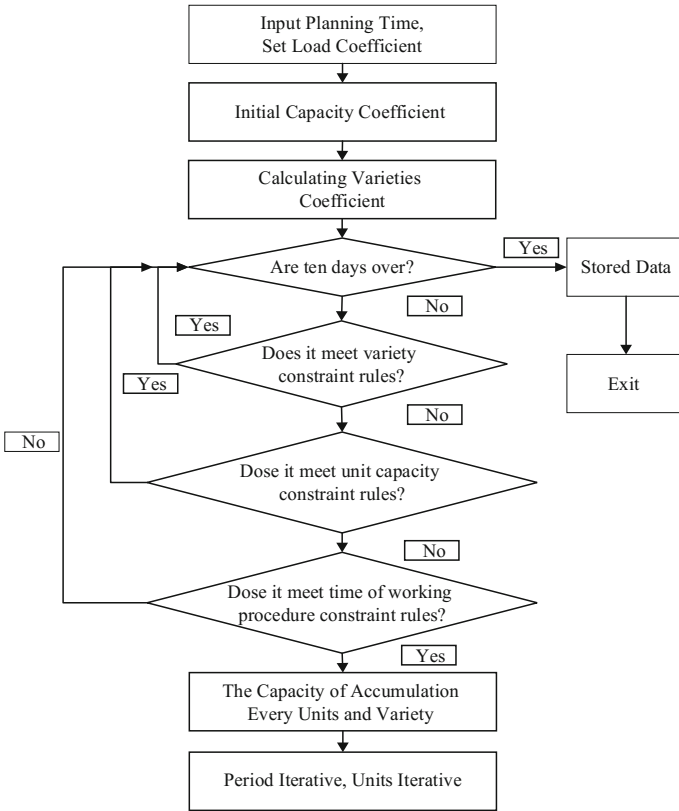 Input Planning Time,
Set Load Coefficient
Initial Capacity Coefficient
Calculating Varieties
Coefficient
Are ten days over?
Yes
Stored Data
No
Yes
Does it meet variety
constraint rules?
Exit
Yes
No
No
Dose it meet unit capacity
constraint rules?
No
Dose it meet time of working
procedure constraint rules?
Yes
The Capacity of Accumulation
Every Units and Variety
Period Iterative, Units Iterative